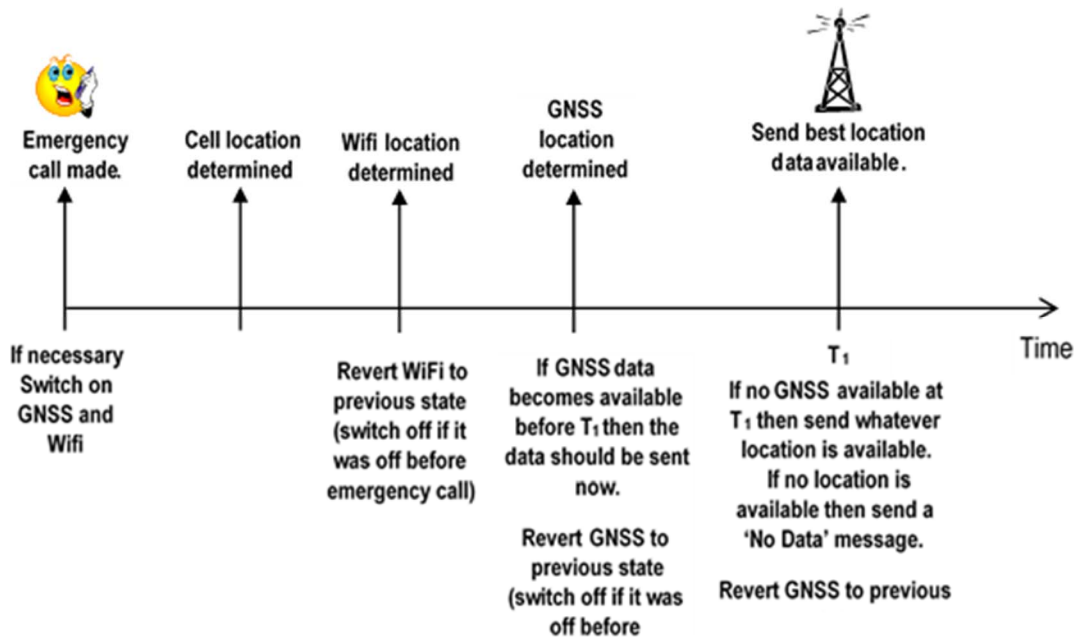 Emergency
call made.
Cell location
determined
Wifi location
determined
GNSS
location
determined
Send best location
data available.
If necessary
Switch on
GNSS and
Wifi
Revert WiFi to
previous state
(switch off if it
was off before
emergency call)
If GNSS data
becomes available
before T1 then the
data should be sent
now.
Revert GNSS to
previous state
(switch off if it was
off before
T1
If no GNSS available at
T1 then send whatever
location is available.
If no location is
available then send a
‘No Data’ message.
Revert GNSS to previous
Time